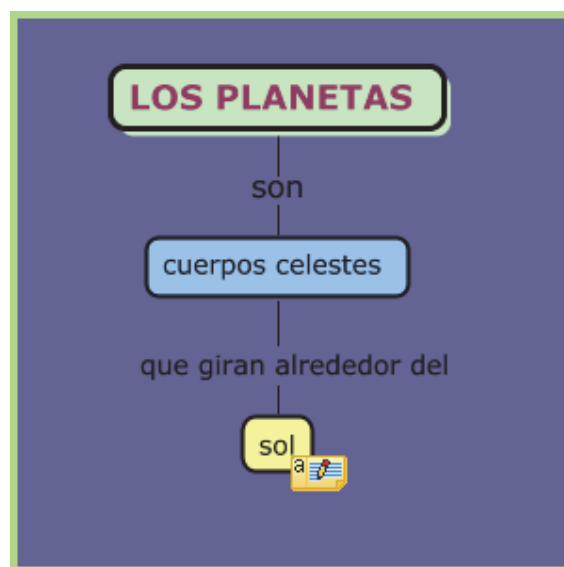 LOS PLANETAS
son
cuerpos celestes
que giran alrededor del
sol
a